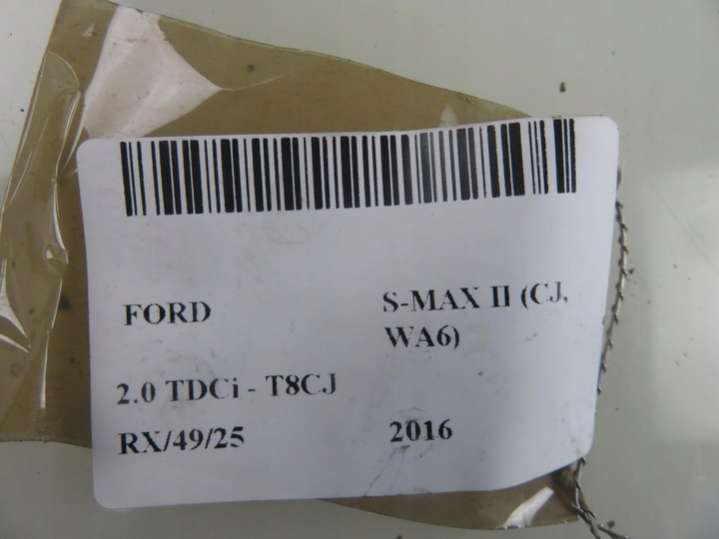 FORD
S-MAX II (CJ,
WA6)
2.0 TDCi - T8CJ
RX/49/25
2016